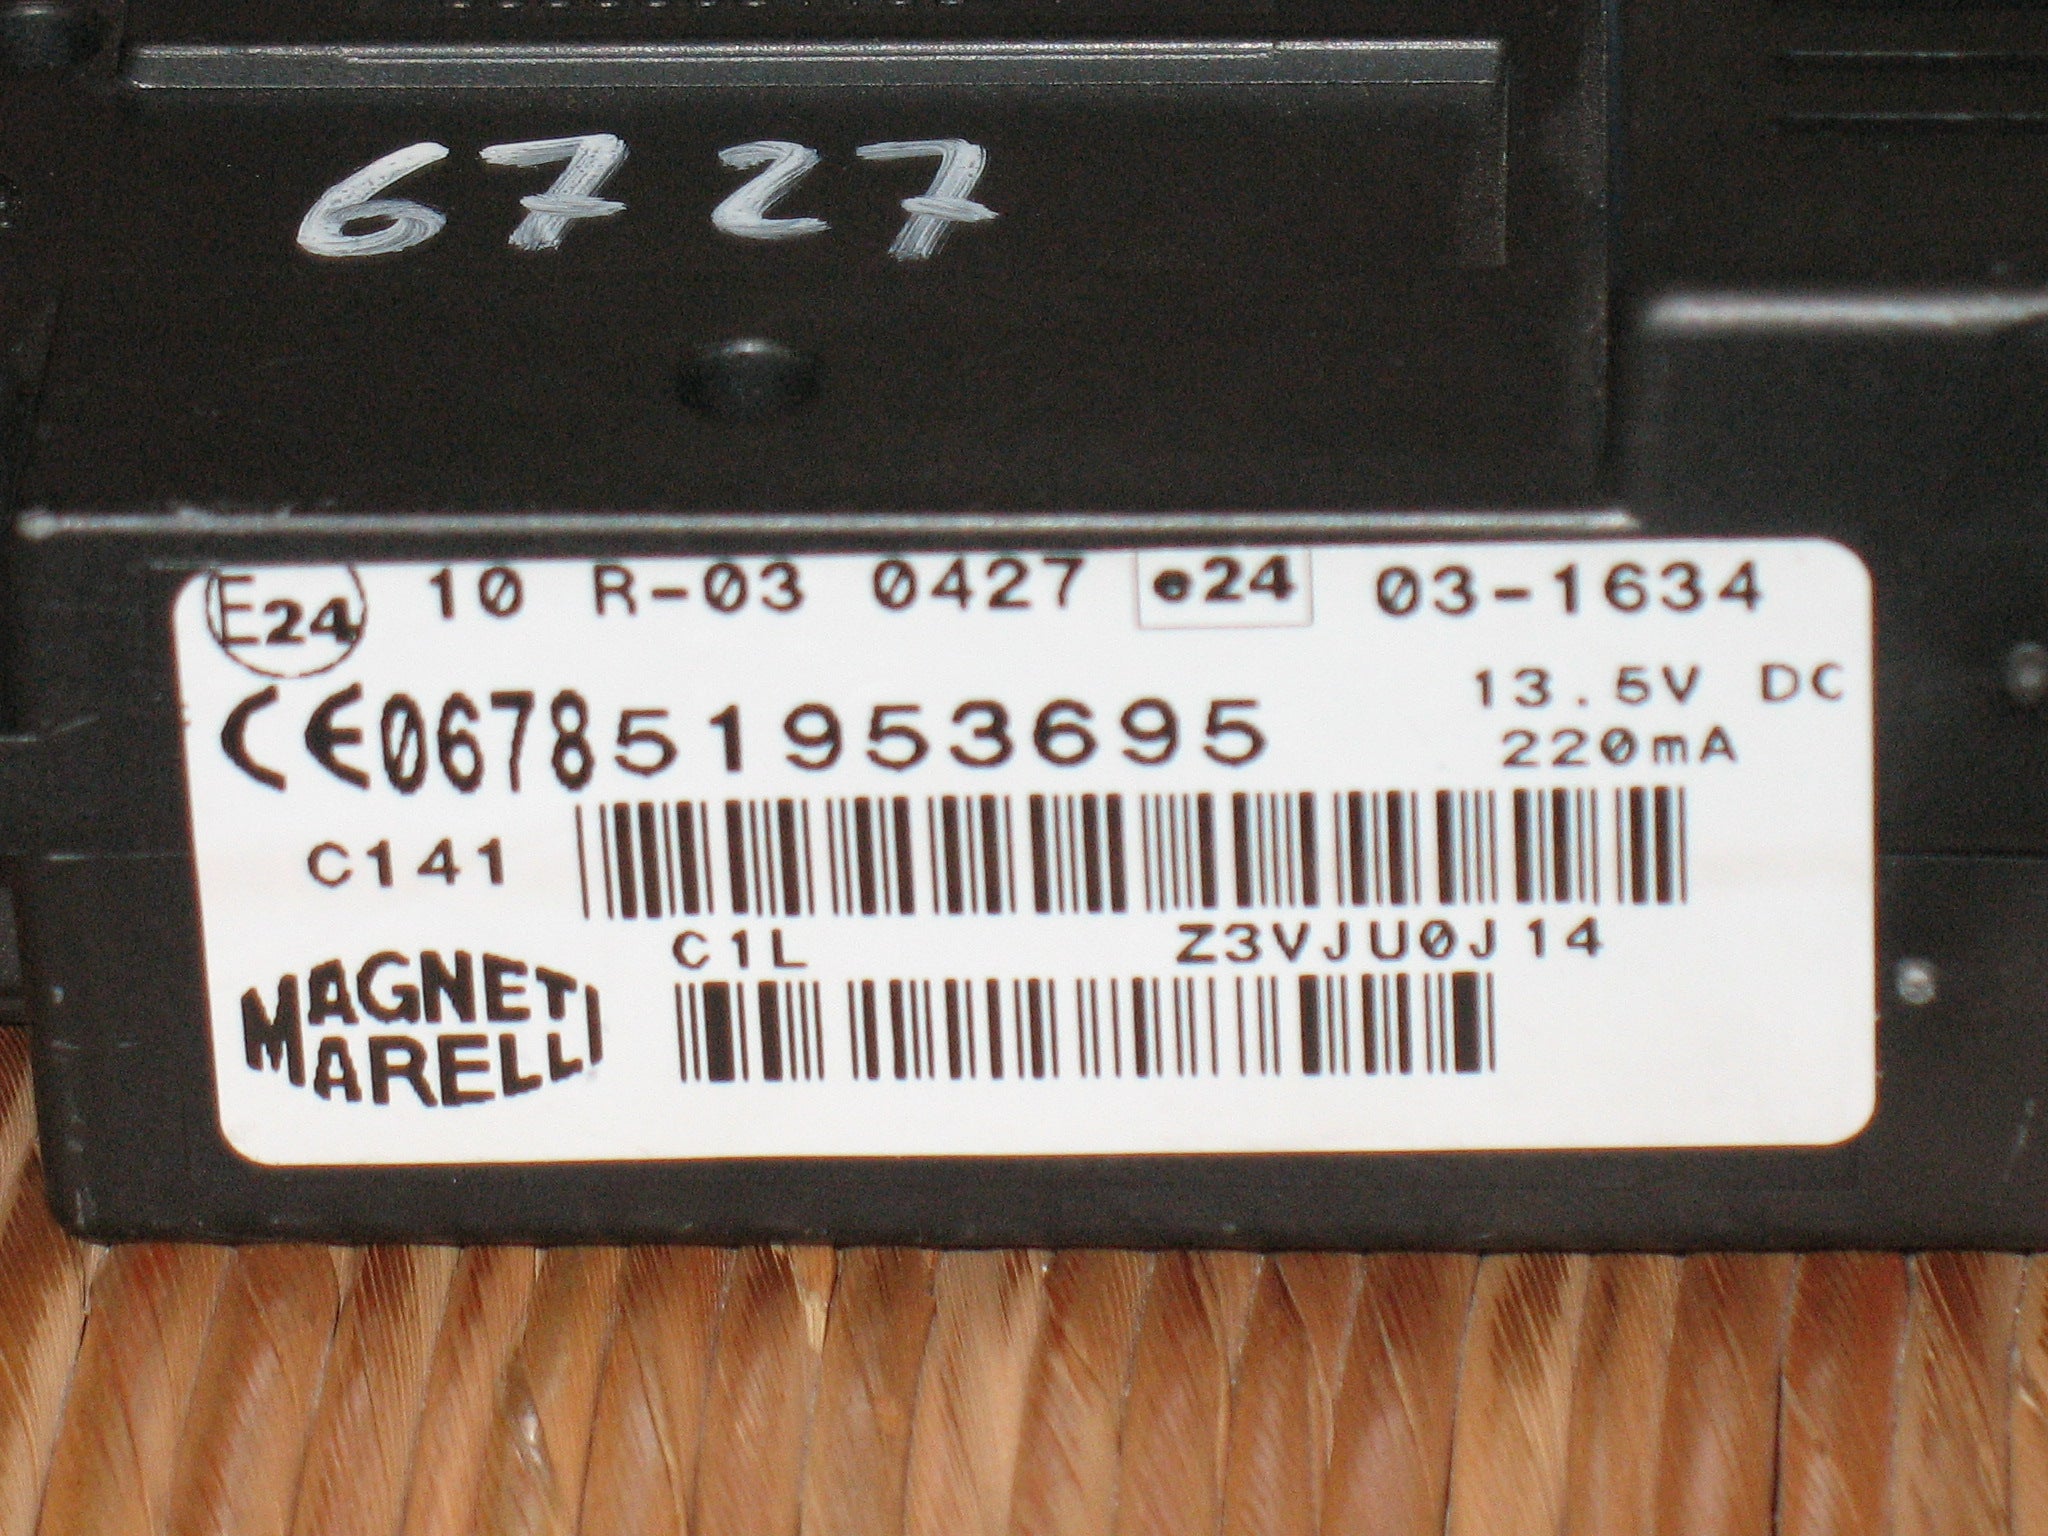 6727
E24 10 R-03 0427 e24 03-1634
CE0678 51953695 13.5V DC
220mA
C141
C1L Z3VJU0J14
MAGNETI
MARELLI